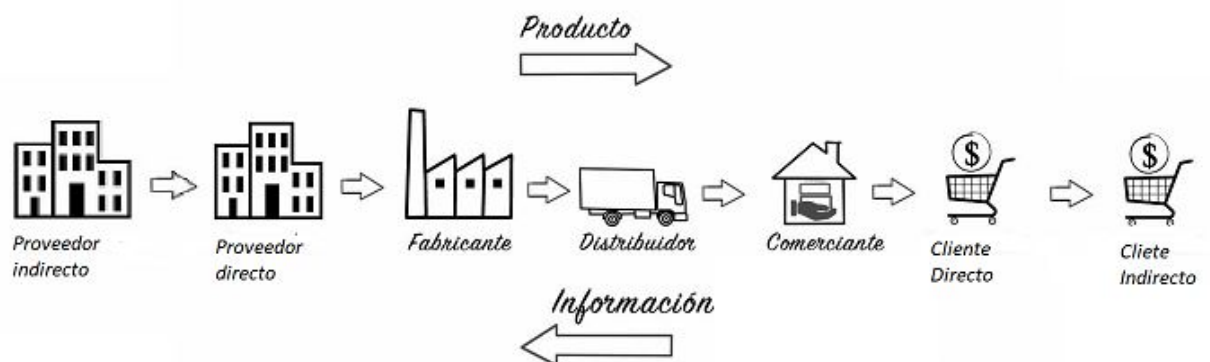 Producto
$
$
Proveedor
indirecto
Proveedor
directo
Fabricante
Distribuidor
Comerciante
Cliente
Directo
Cliete
Indirecto
Información